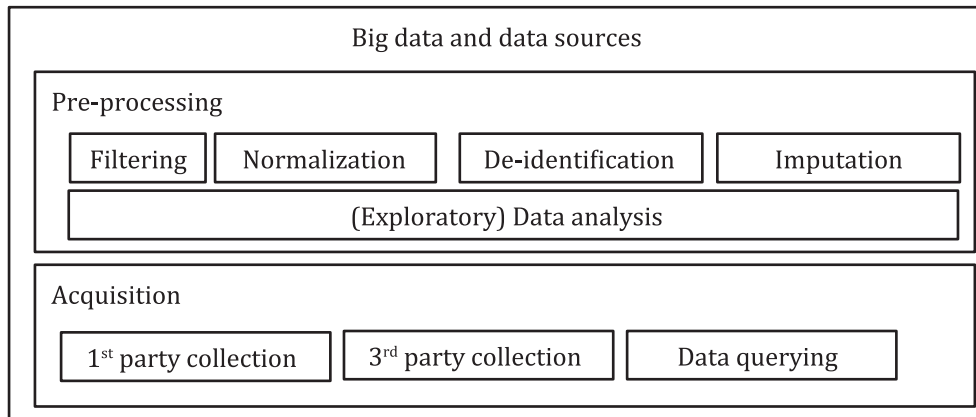 Big data and data sources
Pre-processing
Filtering
Normalization
De-identification
Imputation
(Exploratory) Data analysis
Acquisition
1st party collection
3rd party collection
Data querying